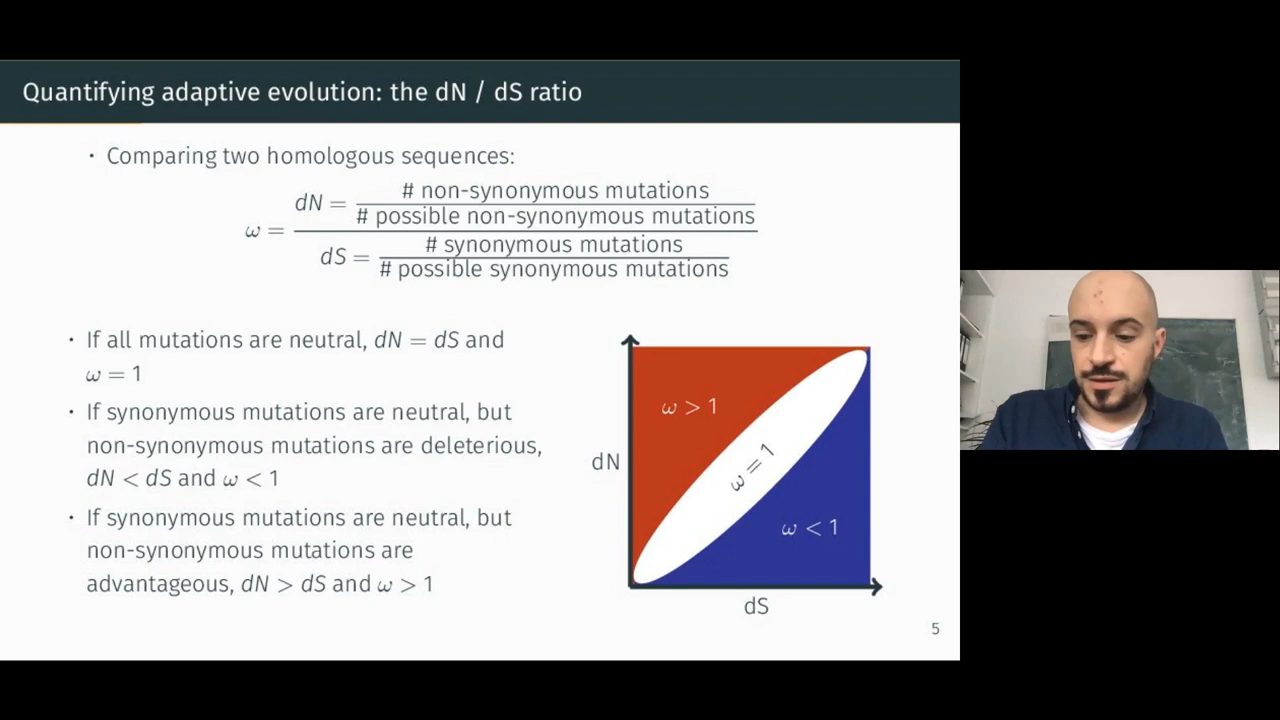 Quantifying adaptive evolution: the dN / dS ratio
• Comparing two homologous sequences:
dN = # non-synonymous mutations
# possible non-synonymous mutations
ω =
dS = # synonymous mutations
# possible synonymous mutations
• If all mutations are neutral, dN = dS and
ω = 1
• If synonymous mutations are neutral, but
non-synonymous mutations are deleterious,
dN < dS and ω < 1
• If synonymous mutations are neutral, but
non-synonymous mutations are
advantageous, dN > dS and ω > 1
ω > 1
dN
ω = 1
ω < 1
dS
5